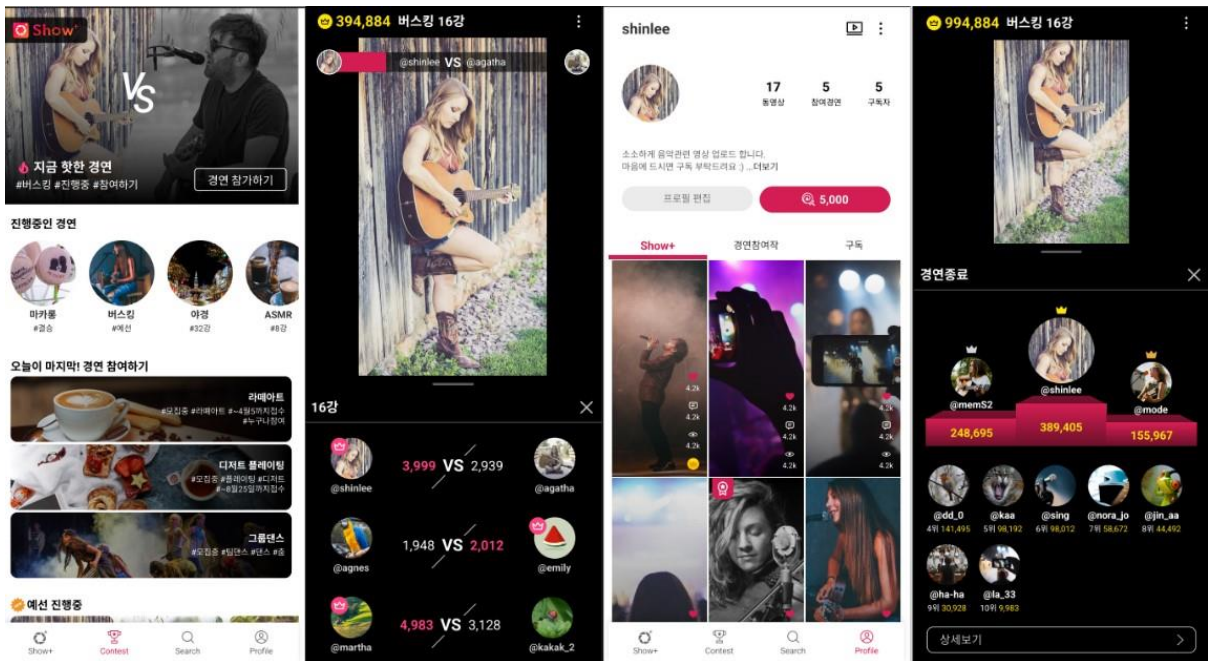 Show+
VS
지금 핫한 경연
#버스킹 #진행중 #참여하기
경연 참가하기
진행중인 경연
마카롱
#결승
버스킹
#예선
야경
#32강
ASMR
#8강
오늘이 마지막! 경연 참여하기
라떼아트
#모집중 #라떼아트 #~4월5까지접수
#누구나참여
디저트 플레이팅
#모집중 #플레이팅 #디저트
#~8월25일까지접수
그룹댄스
#모집중 #팀댄스 #댄스 #춤
예선 진행중
Show+
Contest
Search
Profile
394,884 버스킹 16강
@shinlee VS @agatha
16강
3,999 VS 2,939
@shinlee
@agatha
1,948 VS 2,012
@agnes
@emily
4,983 VS 3,128
@martha
@kakak_2
shinlee
17
동영상
5
참여경연
5
구독자
소소하게 음악관련 영상 업로드 합니다.
마음에 드시면 구독 부탁드려요 :) ...더보기
프로필 편집
5,000
Show+
경연참여작
구독
4.2k
4.2k
4.2k
4.2k
4.2k
4.2k
4.2k
4.2k
4.2k
Show+
Contest
Search
Profile
994,884 버스킹 16강
경연종료
@shinlee
@memS2
@mode
248,695
389,405
155,967
@dd_0
4위 141,495
@kaa
5위 98,192
@sing
6위 98,012
@nora_jo
7위 58,672
@jin_aa
8위 44,492
@ha-ha
9위 30,928
@la_33
10위 9,983
상세보기